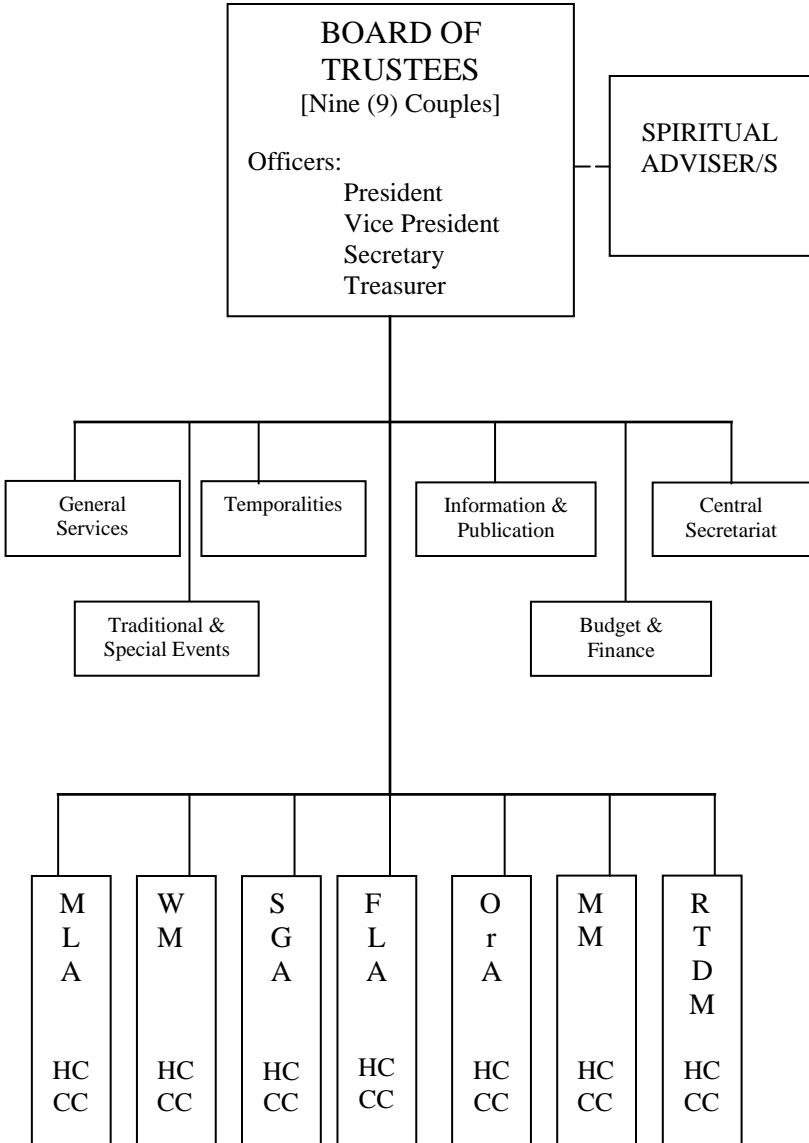 BOARD OF
TRUSTEES
[Nine (9) Couples]
Officers:
President
Vice President
Secretary
Treasurer
SPIRITUAL
ADVISER/S
General
Services
Temporalities
Information &
Publication
Central
Secretariat
Traditional &
Special Events
Budget &
Finance
M
L
A
HC
CC
W
M
HC
CC
S
G
A
HC
CC
F
L
A
HC
CC
O
r
A
HC
CC
M
M
HC
CC
R
T
D
M
HC
CC